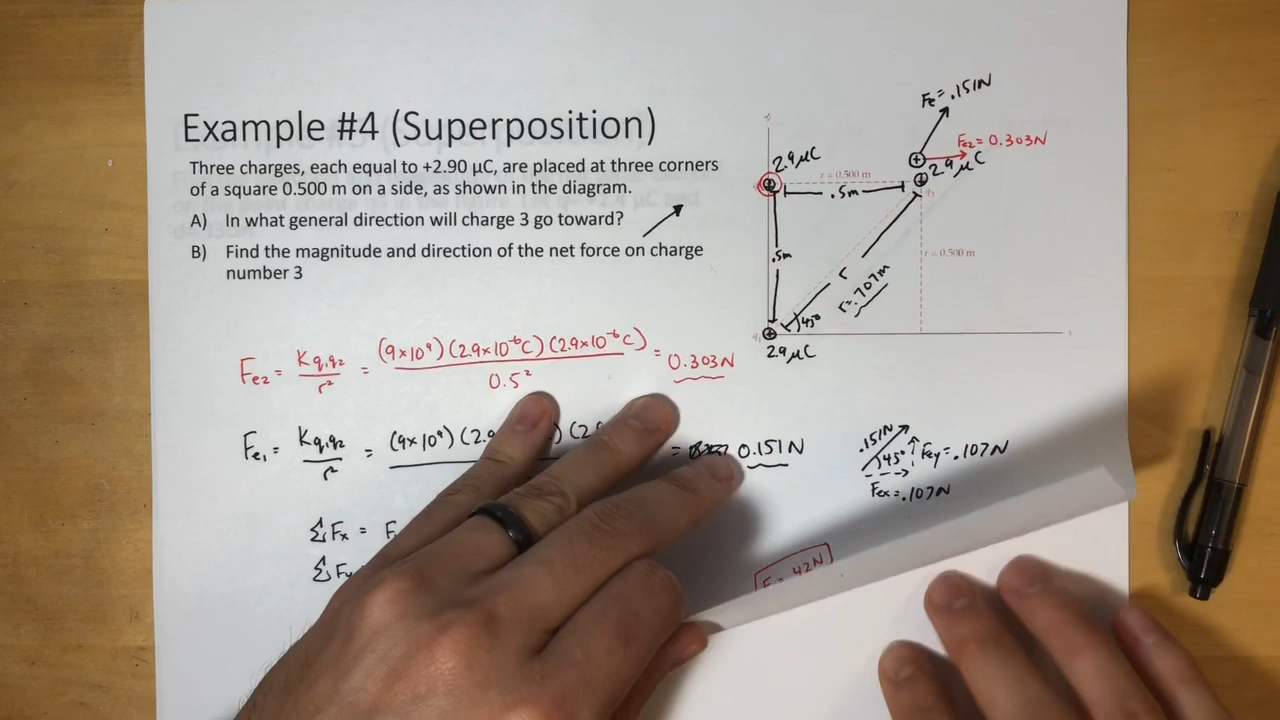 Example #4 (Superposition)
Three charges, each equal to +2.90 μC, are placed at three corners
of a square 0.500 m on a side, as shown in the diagram.
A) In what general direction will charge 3 go toward?
B) Find the magnitude and direction of the net force on charge
number 3
Fe=.151N
Fe2=0.303N
2.9μC
2.9μC
r = 0.500 m
.5m
.5m
r = 0.500 m
r
r=.707m
45°
2.9μC
Fe2 = Kq1q2 / r² = (9×10⁹)(2.9×10⁻⁶C)(2.9×10⁻⁶C) / 0.5² = 0.303N
Fe1 = Kq1q2 / r² = (9×10⁹)(2.9 = 0.151N
.151N
45°
Fey=.107N
Fex=.107N
ΣFx = F
ΣFy
42N